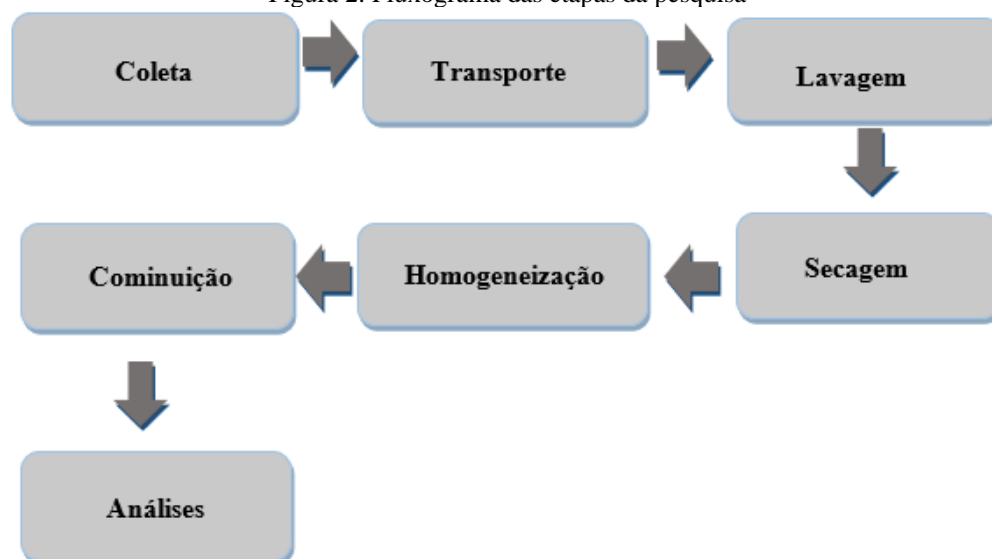 Figura 2. Fluxograma das etapas da pesquisa
Coleta
Transporte
Lavagem
Secagem
Homogeneização
Cominuição
Análises